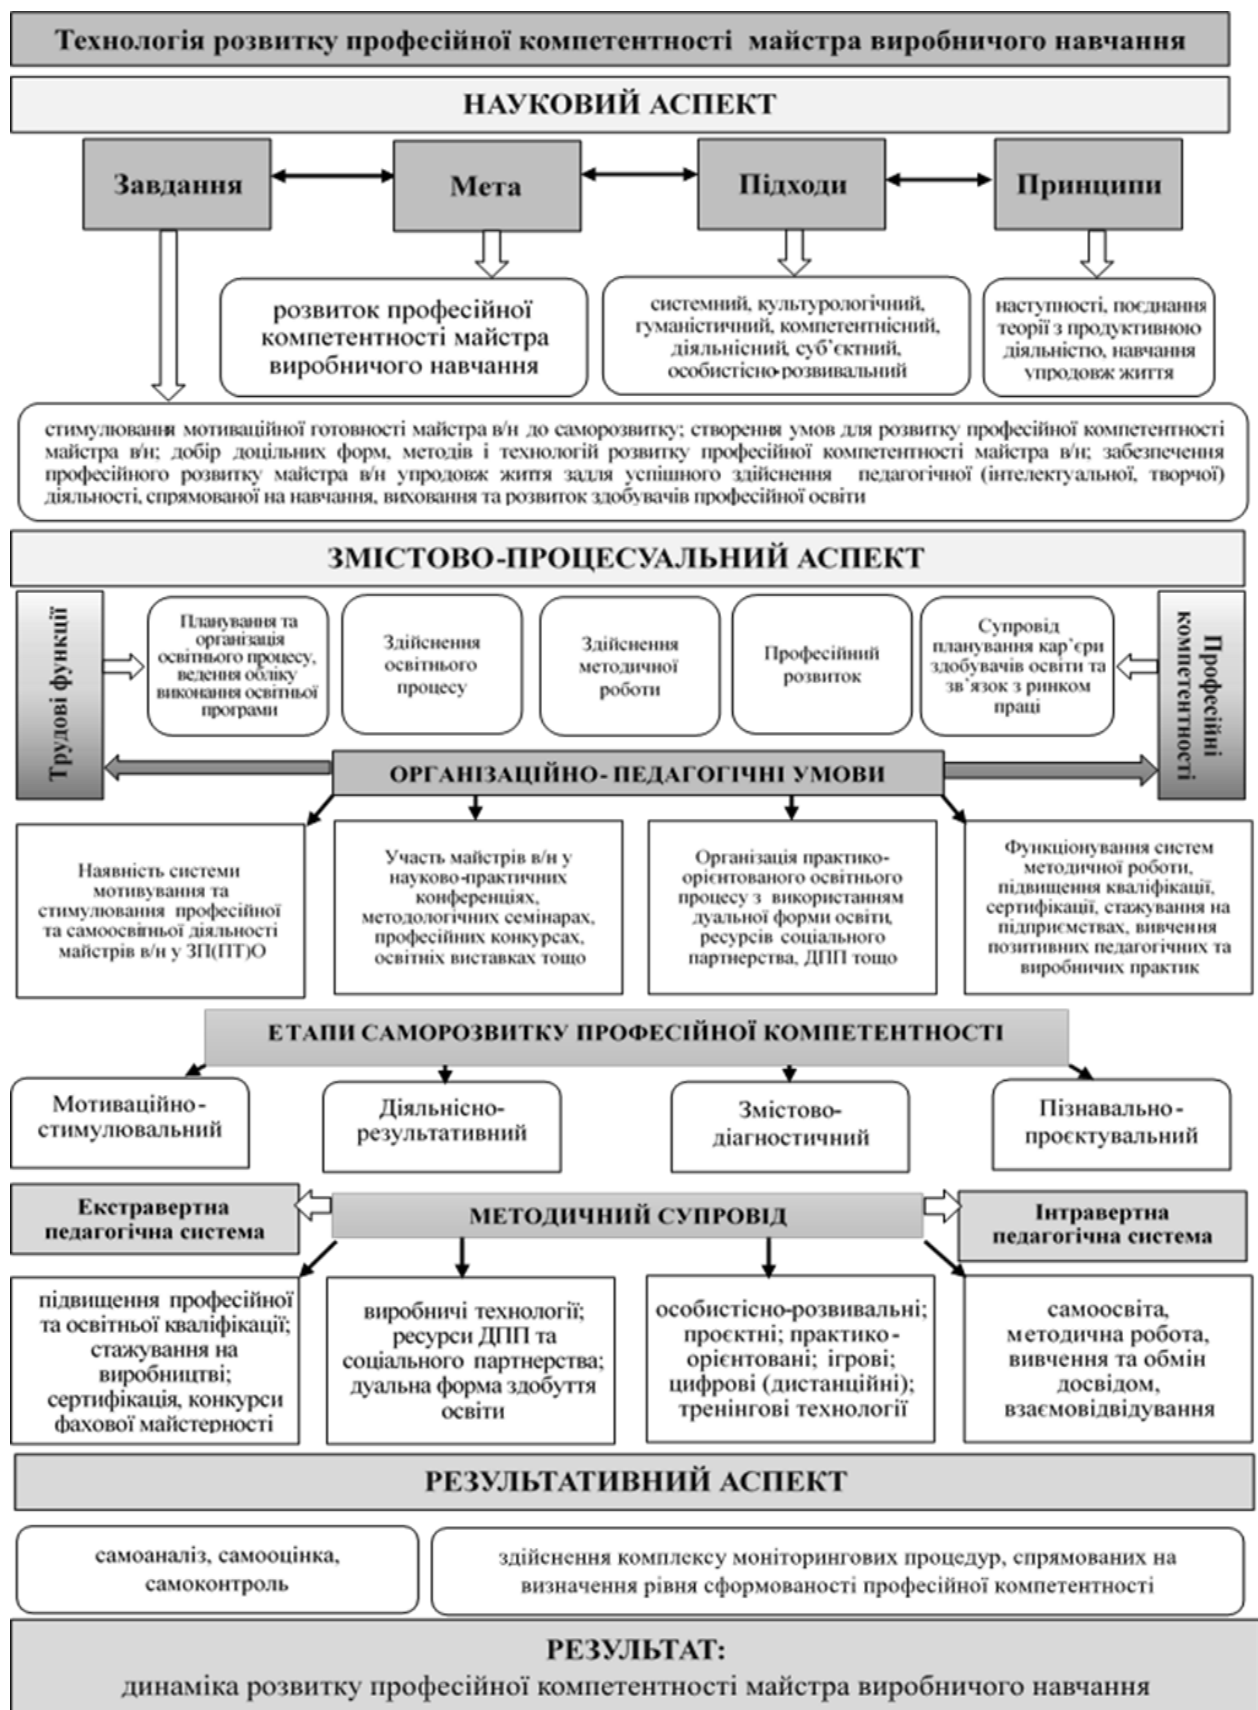 Технологія розвитку професійної компетентності майстра виробничого навчання
НАУКОВИЙ АСПЕКТ
Завдання
Мета
Підходи
Принципи
розвиток професійної
компетентності майстра
виробничого навчання
системний, культурологічний,
гуманістичний, компетентнісний,
діяльнісний, суб’єктний,
особистісно-розвивальний
наступності, поєднання
теорії з продуктивною
діяльністю, навчання
упродовж життя
стимулювання мотиваційної готовності майстра в/н до саморозвитку; створення умов для розвитку професійної компетентності
майстра в/н; добір доцільних форм, методів і технологій розвитку професійної компетентності майстра в/н; забезпечення
професійного розвитку майстра в/н упродовж життя задля успішного здійснення педагогічної (інтелектуальної, творчої)
діяльності, спрямованої на навчання, виховання та розвиток здобувачів професійної освіти
ЗМІСТОВО-ПРОЦЕСУАЛЬНИЙ АСПЕКТ
Трудові функції
Планування та
організація
освітнього процесу,
ведення обліку
виконання освітньої
програми
Здійснення
освітнього
процесу
Здійснення
методичної
роботи
Професійний
розвиток
Супровід
планування кар’єри
здобувачів освіти та
зв’язок з ринком
праці
Професійні
компетентності
ОРГАНІЗАЦІЙНО- ПЕДАГОГІЧНІ УМОВИ
Наявність системи
мотивування та
стимулювання професійної
та самоосвітньої діяльності
майстрів в/н у ЗП(ПТ)О
Участь майстрів в/н у
науково-практичних
конференціях,
методологічних семінарах,
професійних конкурсах,
освітніх виставках тощо
Організація практико-
орієнтованого освітнього
процесу з використанням
дуальної форми освіти,
ресурсів соціального
партнерства, ДПП тощо
Функціонування систем
методичної роботи,
підвищення кваліфікації,
сертифікації, стажування на
підприємствах, вивчення
позитивних педагогічних та
виробничих практик
ЕТАПИ САМОРОЗВИТКУ ПРОФЕСІЙНОЇ КОМПЕТЕНТНОСТІ
Мотиваційно-
стимулювальний
Діяльнісно-
результативний
Змістово-
діагностичний
Пізнавально-
проєктувальний
Екстравертна
педагогічна система
МЕТОДИЧНИЙ СУПРОВІД
Інтравертна
педагогічна система
підвищення професійної
та освітньої кваліфікації;
стажування на
виробництві;
сертифікація, конкурси
фахової майстерності
виробничі технології;
ресурси ДПП та
соціального партнерства;
дуальна форма здобуття
освіти
особистісно-розвивальні;
проєктні; практико-
орієнтовані; ігрові;
цифрові (дистанційні);
тренінгові технології
самоосвіта,
методична робота,
вивчення та обмін
досвідом,
взаємовідвідування
РЕЗУЛЬТАТИВНИЙ АСПЕКТ
самоаналіз, самооцінка,
самоконтроль
здійснення комплексу моніторингових процедур, спрямованих на
визначення рівня сформованості професійної компетентності
РЕЗУЛЬТАТ:
динаміка розвитку професійної компетентності майстра виробничого навчання